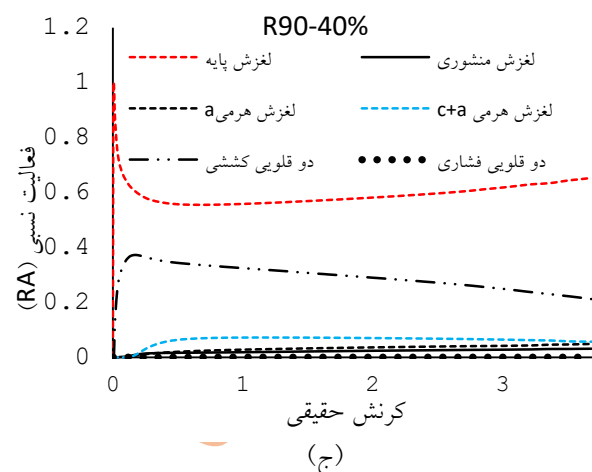 R90-40%
1.2
1
0.8
0.6
0.4
0.2
0
0 1 2 3
لغزش پایه
لغزش منشوری
لغزش هرمی a
لغزش هرمی c+a
دو قلویی کششی
دو قلویی فشاری
فعالیت نسبی (RA)
کرنش حقیقی
(ج)